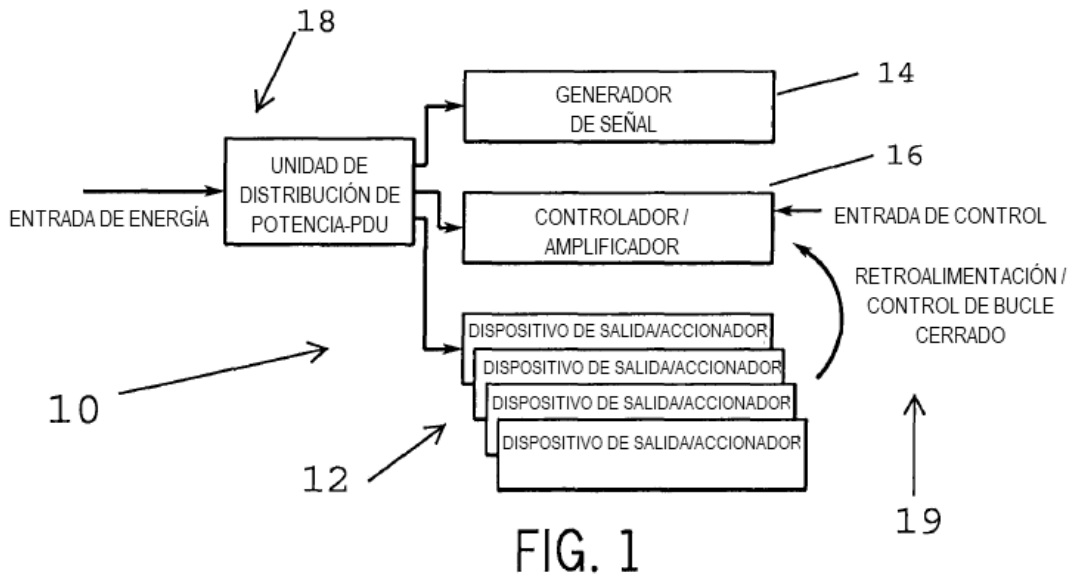 18
GENERADOR
DE SEÑAL
14
UNIDAD DE
DISTRIBUCIÓN DE
POTENCIA-PDU
ENTRADA DE ENERGÍA
16
CONTROLADOR /
AMPLIFICADOR
ENTRADA DE CONTROL
RETROALIMENTACIÓN /
CONTROL DE BUCLE
CERRADO
DISPOSITIVO DE SALIDA/ACCIONADOR
DISPOSITIVO DE SALIDA/ACCIONADOR
DISPOSITIVO DE SALIDA/ACCIONADOR
DISPOSITIVO DE SALIDA/ACCIONADOR
10
12
19
FIG. 1